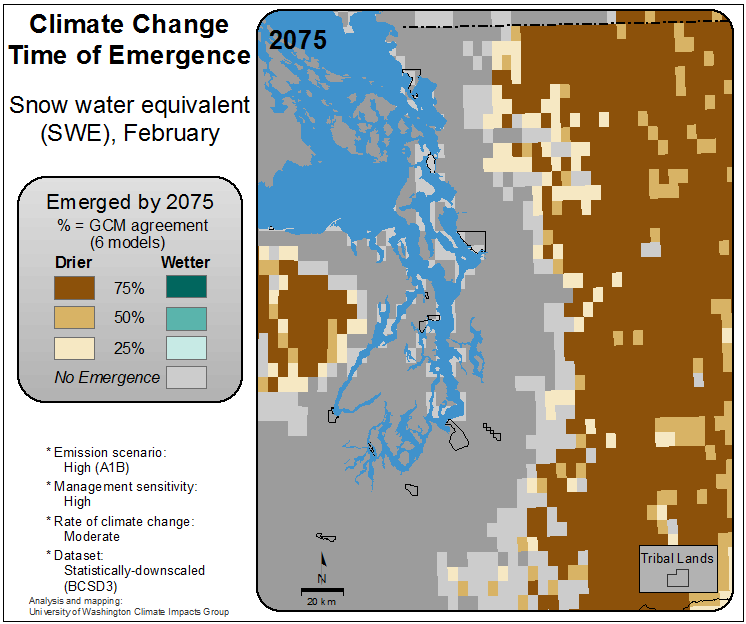 Climate Change
Time of Emergence
Snow water equivalent
(SWE), February
Emerged by 2075
% = GCM agreement
(6 models)
Drier Wetter
75%
50%
25%
No Emergence
* Emission scenario:
High (A1B)
* Management sensitivity:
High
* Rate of climate change:
Moderate
* Dataset:
Statistically-downscaled
(BCSD3)
Analysis and mapping:
University of Washington Climate Impacts Group
2075
N
20 km
Tribal Lands